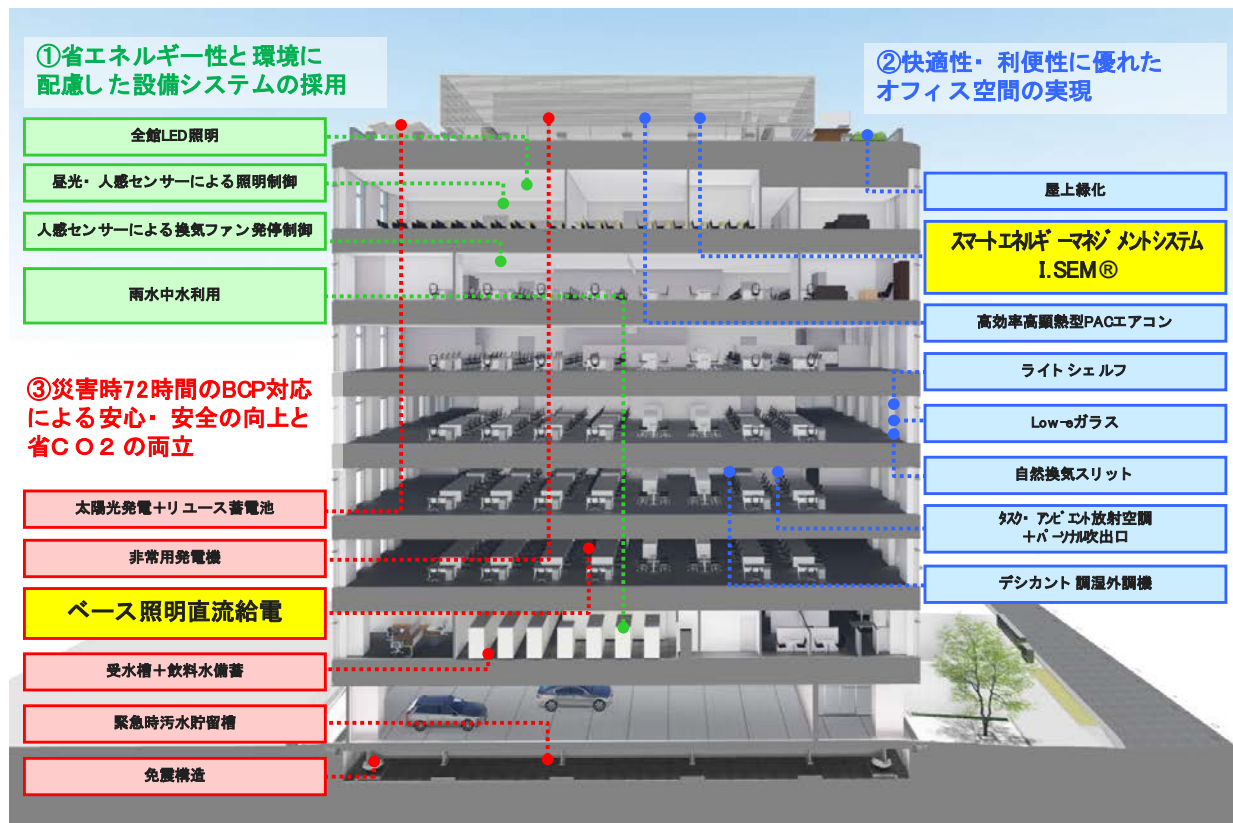 ①省エネルギー性と環境に
配慮した設備システムの採用
全館LED照明
昼光・人感センサーによる照明制御
人感センサーによる換気ファン発停制御
雨水中水利用
③災害時72時間のBCP対応
による安心・安全の向上と
省CO2の両立
太陽光発電+リユース蓄電池
非常用発電機
ベース照明直流給電
受水槽+飲料水備蓄
緊急時汚水貯留槽
免震構造
②快適性・利便性に優れた
オフィス空間の実現
屋上緑化
スマートエネルギーマネジメントシステム
I.SEM®
高効率高顕熱型PACエアコン
ライトシェルフ
Low-eガラス
自然換気スリット
タスク・アンビエント放射空調
+パーソナル吹出口
デシカント調湿外調機